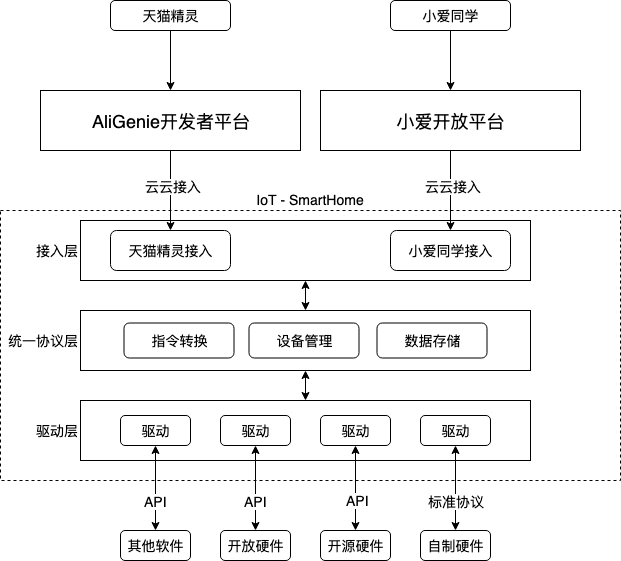 天猫精灵
小爱同学
AliGenie开发者平台
小爱开放平台
云云接入
云云接入
IoT - SmartHome
接入层
天猫精灵接入
小爱同学接入
统一协议层
指令转换
设备管理
数据存储
驱动层
驱动
驱动
驱动
驱动
API
API
API
标准协议
其他软件
开放硬件
开源硬件
自制硬件